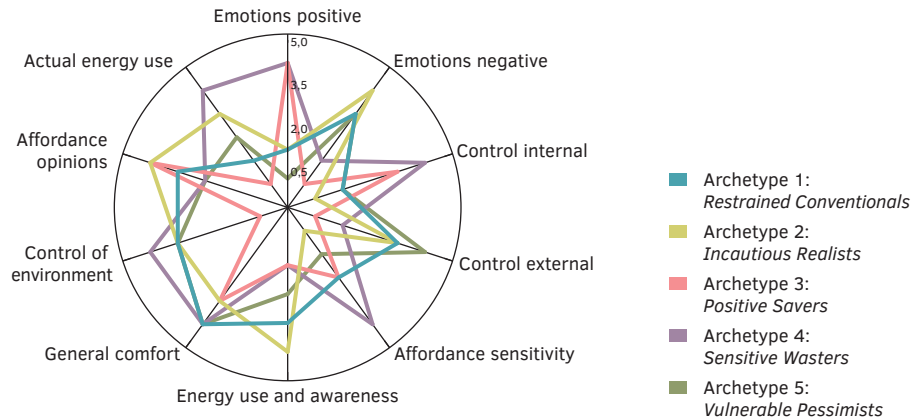 Emotions positive
Actual energy use
Emotions negative
5,0
3,5
2,0
0,5
Affordance
opinions
Control internal
Control of
environment
Control external
General comfort
Affordance sensitivity
Energy use and awareness
Archetype 1:
Restrained Conventionals
Archetype 2:
Incautious Realists
Archetype 3:
Positive Savers
Archetype 4:
Sensitive Wasters
Archetype 5:
Vulnerable Pessimists